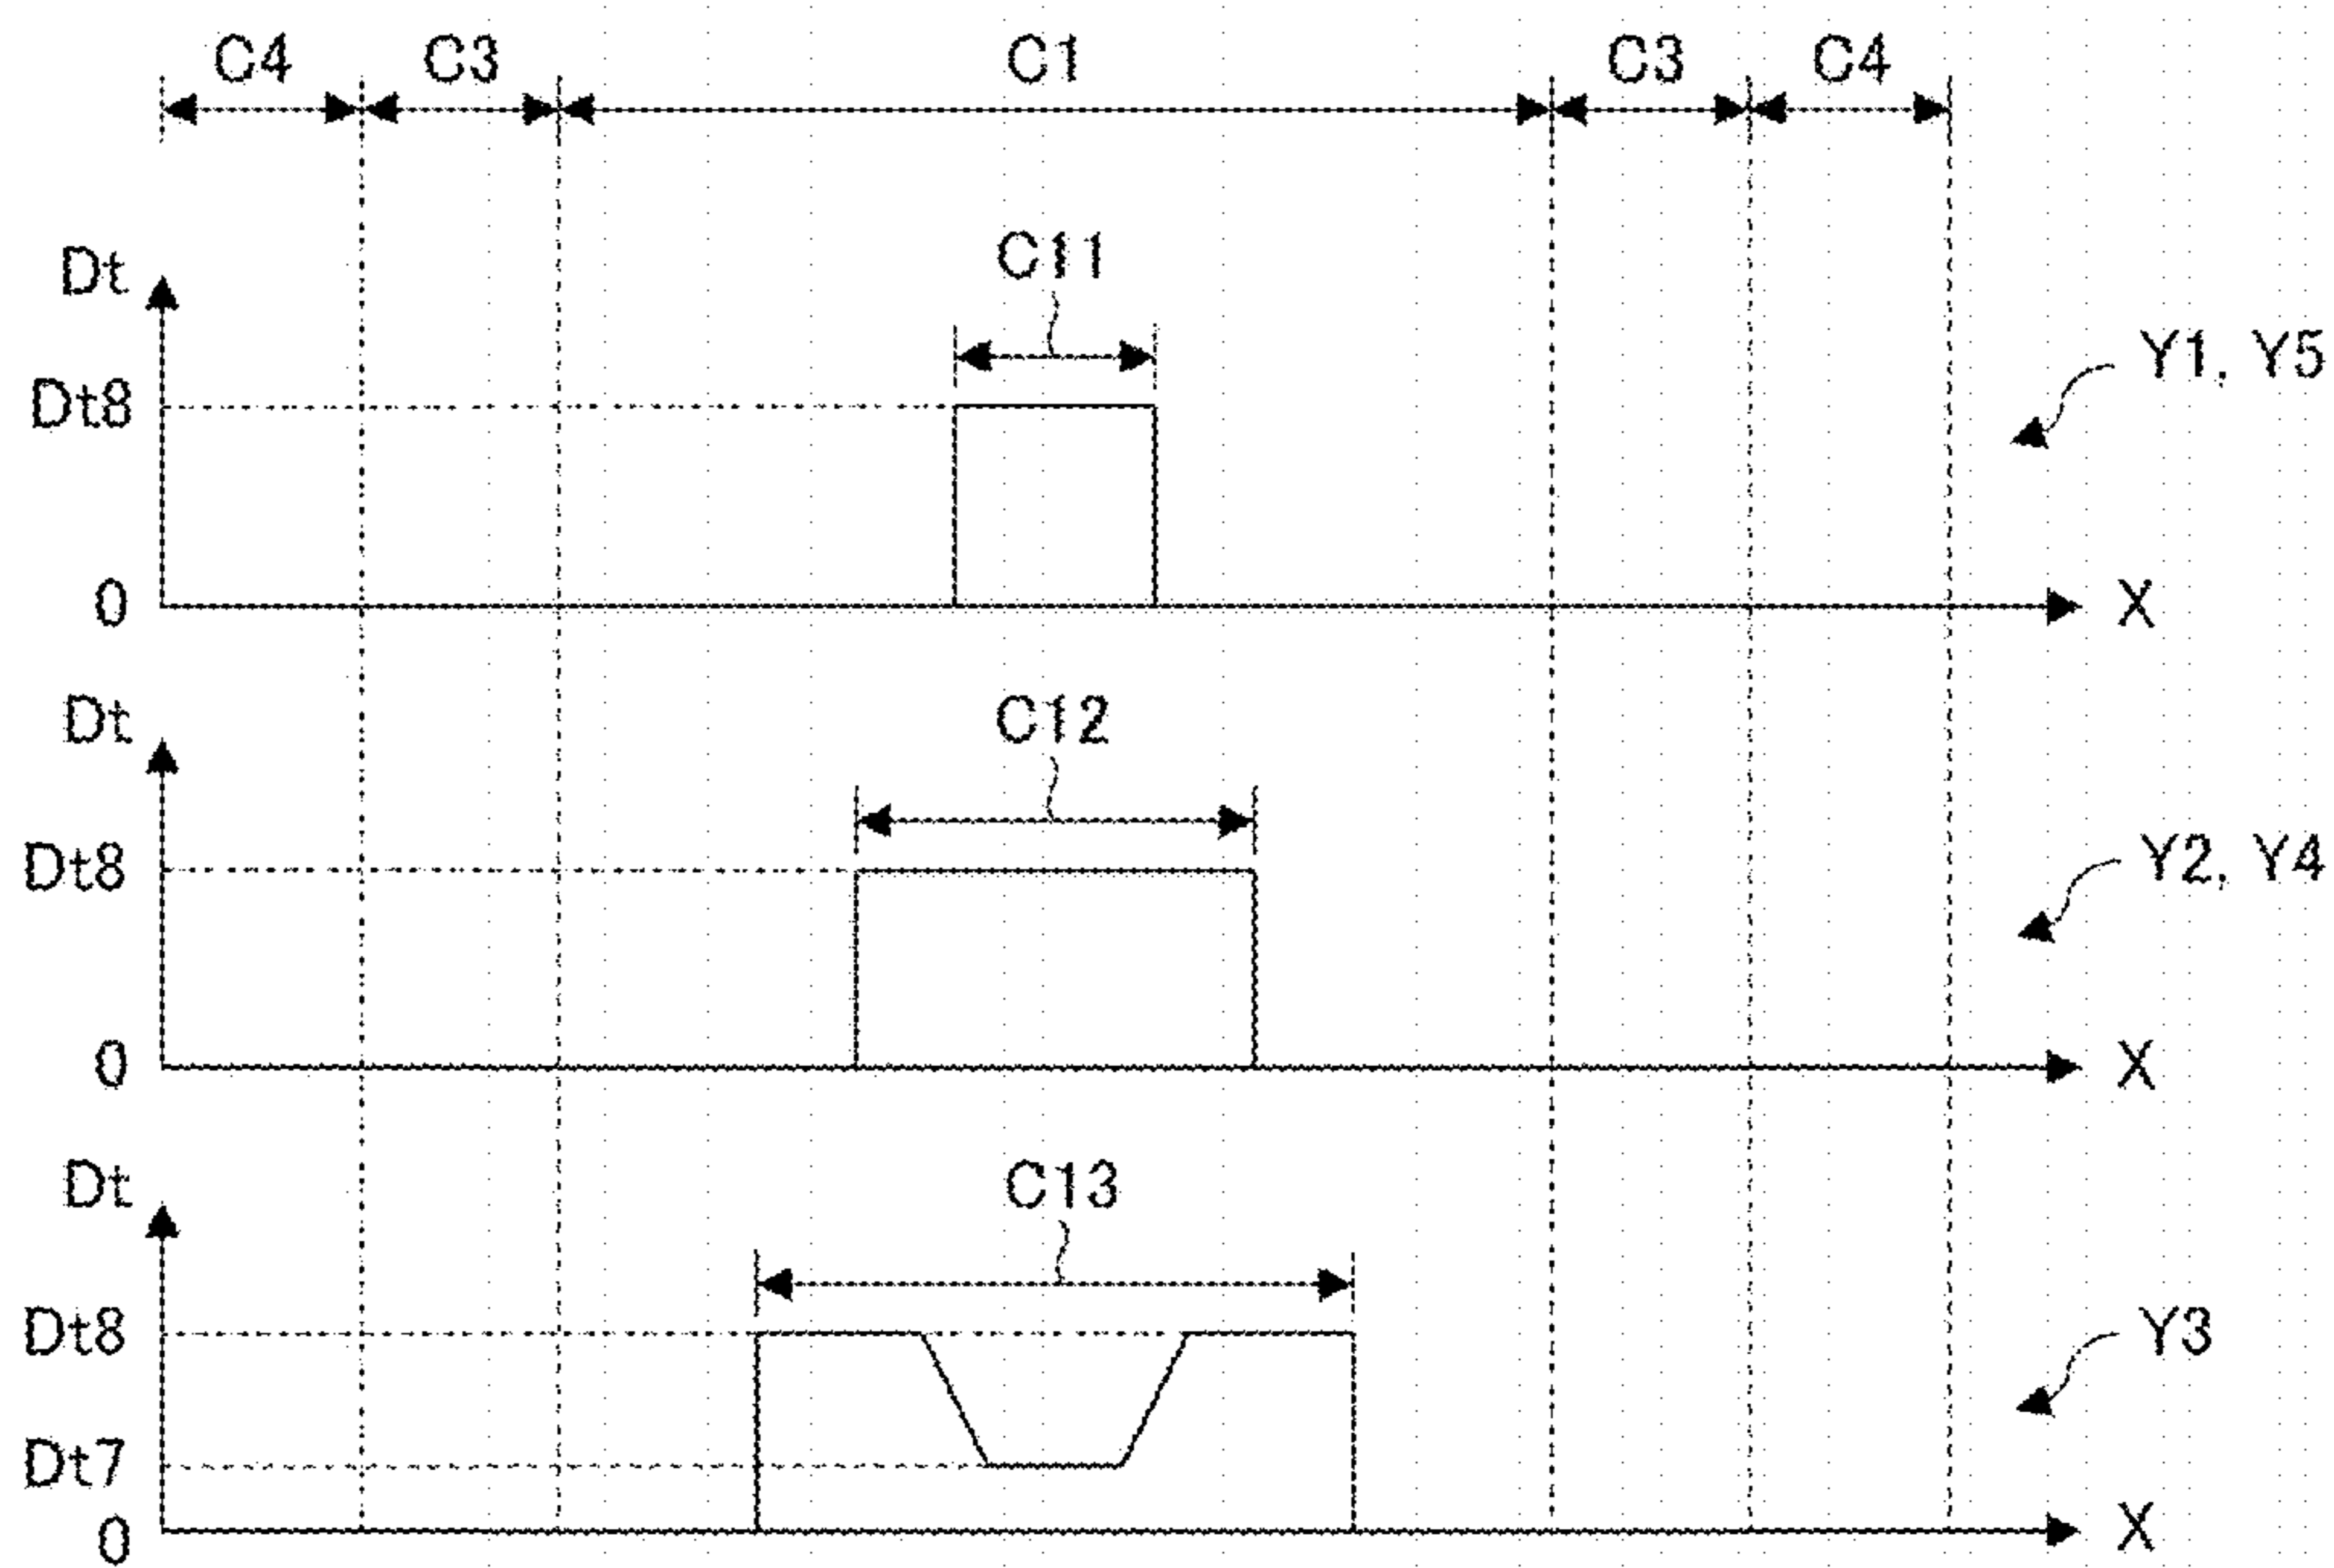 C4 C3 C1 C3 C4
C11
Dt
Y1, Y5
Dt8
0 X
C12
Dt
Y2, Y4
Dt8
0 X
C13
Dt
Dt8 Y3
Dt7
0 X